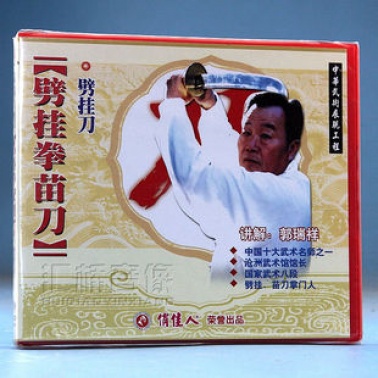 中华武术展现工程
劈挂刀
【劈挂拳苗刀】
讲解：郭瑞祥
◆中国十大武术名师之一
◆沧洲武术馆馆长
◆国家武术八段
◆劈挂　苗刀掌门人
俏佳人 荣誉出品